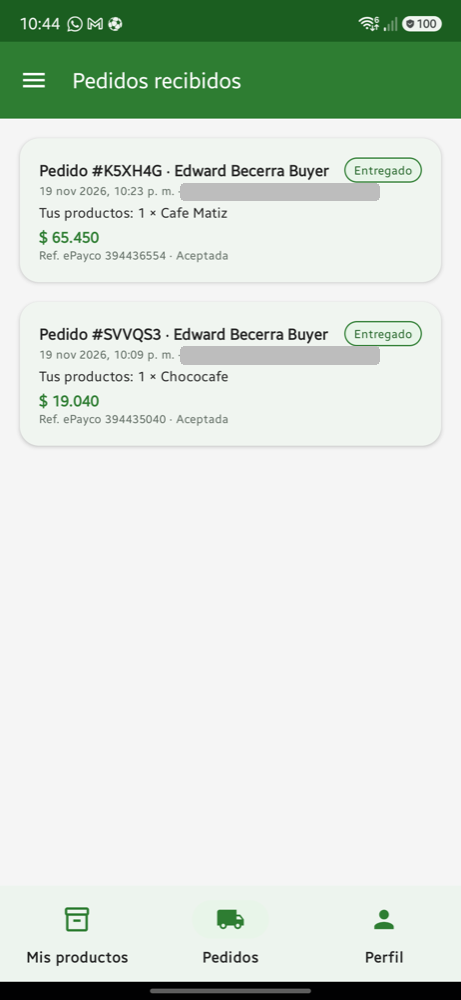 10:44 100
Pedidos recibidos
Pedido #K5XH4G · Edward Becerra Buyer Entregado
19 nov 2026, 10:23 p. m. ·
Tus productos: 1 × Cafe Matiz
$ 65.450
Ref. ePayco 394436554 · Aceptada
Pedido #SVVQS3 · Edward Becerra Buyer Entregado
19 nov 2026, 10:09 p. m. ·
Tus productos: 1 × Chococafe
$ 19.040
Ref. ePayco 394435040 · Aceptada
Mis productos Pedidos Perfil